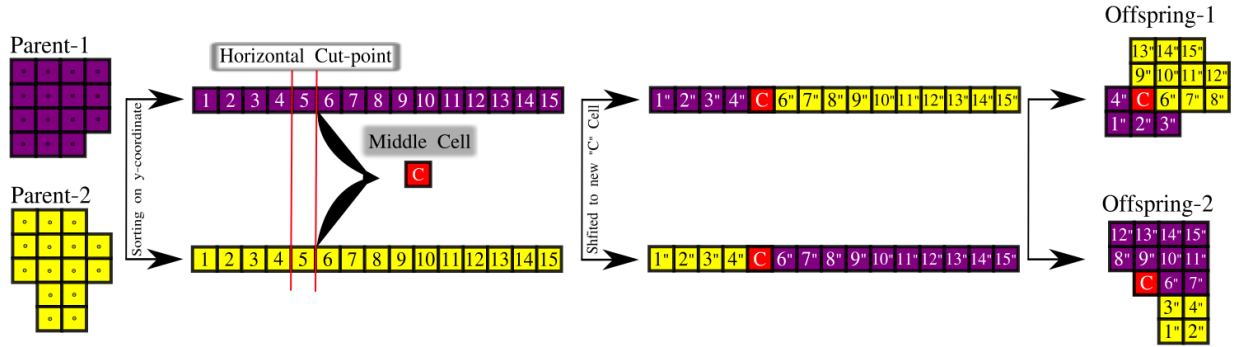 Parent-1
Parent-2
Sorting on y-coordinate
Horizontal Cut-point
1 2 3 4 5 6 7 8 9 10 11 12 13 14 15
Middle Cell
C
1 2 3 4 5 6 7 8 9 10 11 12 13 14 15
Shfited to new "C" Cell
1" 2" 3" 4" C 6" 7" 8" 9" 10" 11" 12" 13" 14" 15"
1" 2" 3" 4" C 6" 7" 8" 9" 10" 11" 12" 13" 14" 15"
Offspring-1
13" 14" 15"
9" 10" 11" 12"
4" C 6" 7" 8"
1" 2" 3"
Offspring-2
12" 13" 14" 15"
8" 9" 10" 11"
C 6" 7"
3" 4"
1" 2"